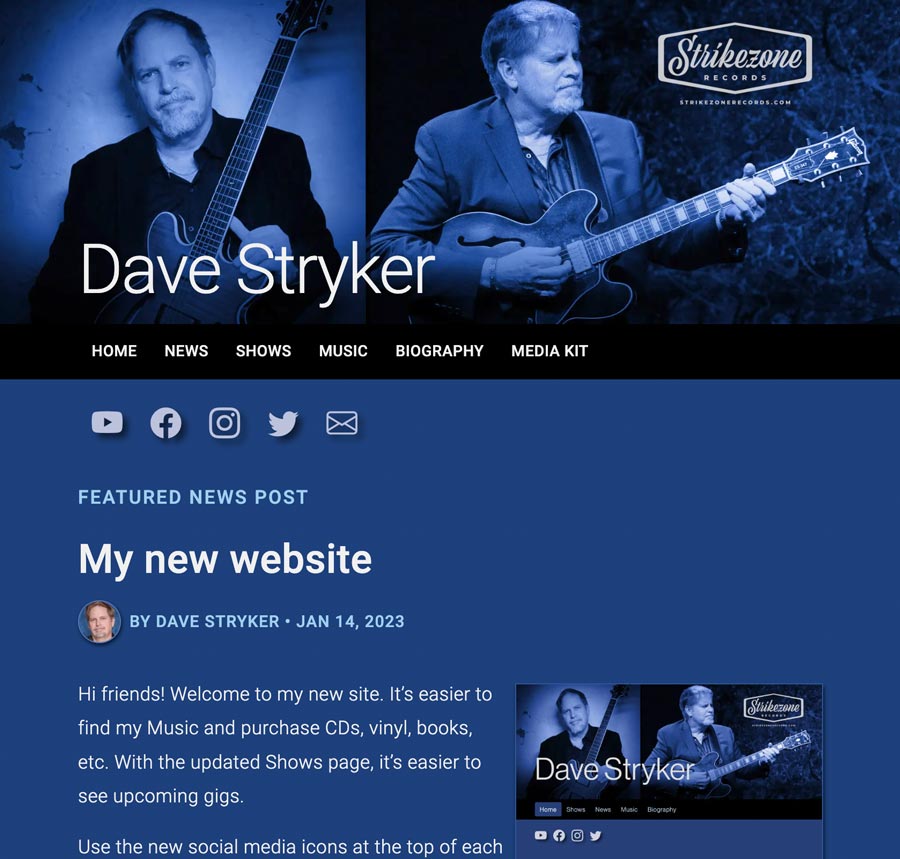 Strikezone
RECORDS
STRIKEZONERECORDS.COM
Dave Stryker
HOME NEWS SHOWS MUSIC BIOGRAPHY MEDIA KIT
FEATURED NEWS POST
My new website
BY DAVE STRYKER • JAN 14, 2023
Hi friends! Welcome to my new site. It’s easier to
find my Music and purchase CDs, vinyl, books,
etc. With the updated Shows page, it’s easier to
see upcoming gigs.
Use the new social media icons at the top of each
Strikezone
RECORDS
Dave Stryker
Home Shows News Music Biography